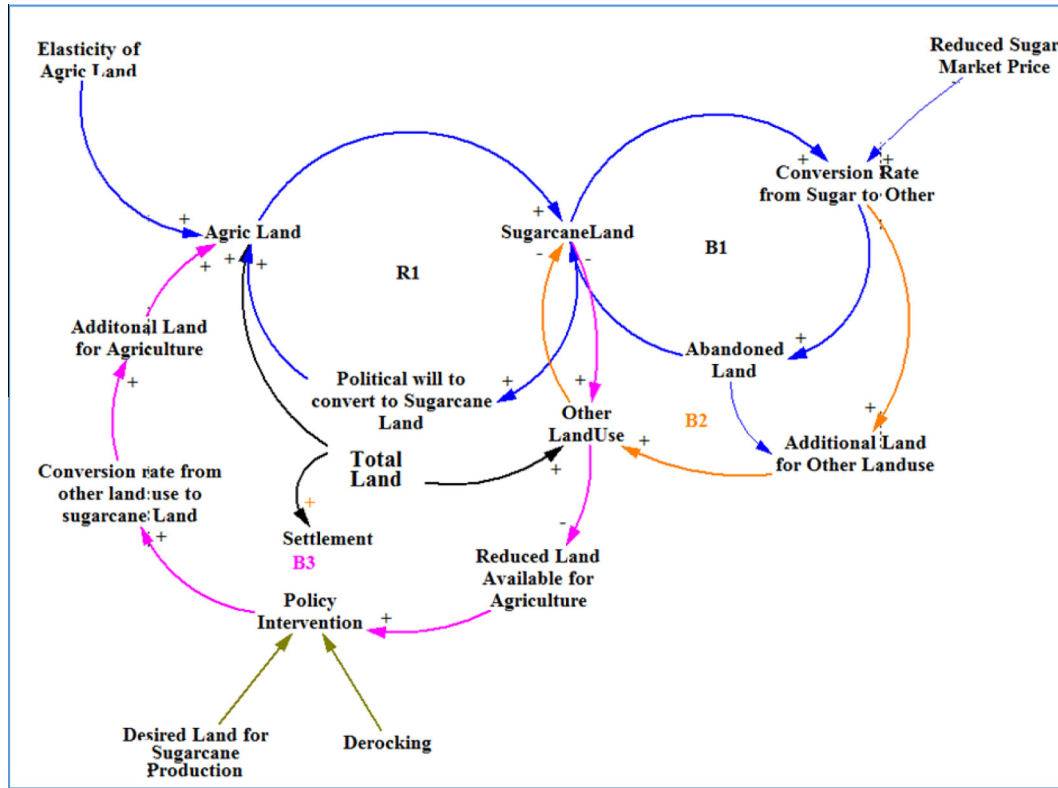 Elasticity of
Agric Land
Reduced Sugar
Market Price
Conversion Rate
from Sugar to Other
Agric Land
SugarcaneLand
R1
B1
Additonal Land
for Agriculture
Political will to
convert to Sugarcane
Land
Abandoned
Land
Other
LandUse
B2
Additional Land
for Other Landuse
Total
Land
Conversion rate from
other land use to
sugarcane Land
Settlement
B3
Reduced Land
Available for
Agriculture
Policy
Intervention
Desired Land for
Sugarcane
Production
Derocking